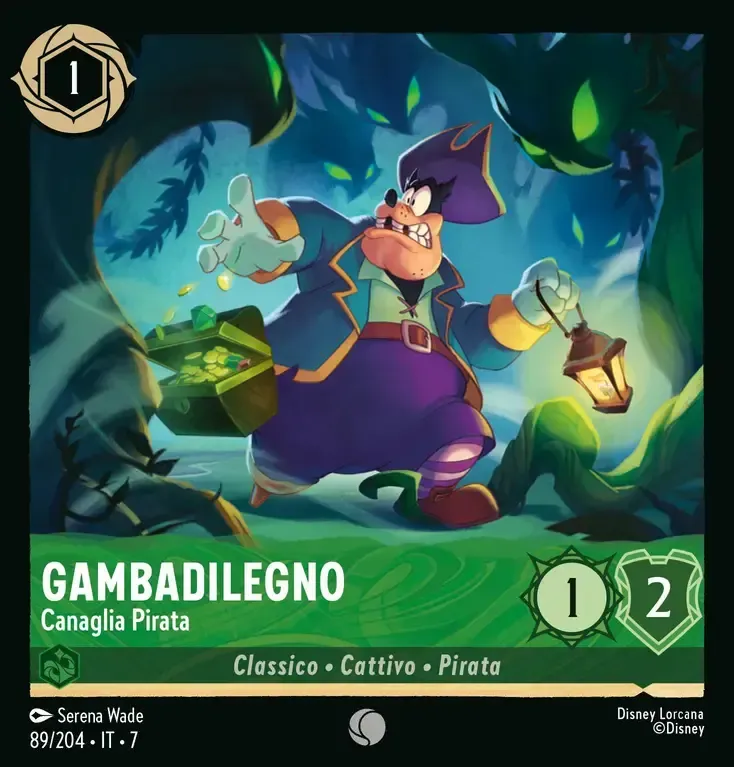 1
GAMBADILEGNO
Canaglia Pirata
1
2
Classico • Cattivo • Pirata
Serena Wade
89/204 • IT • 7
Disney Lorcana
©Disney